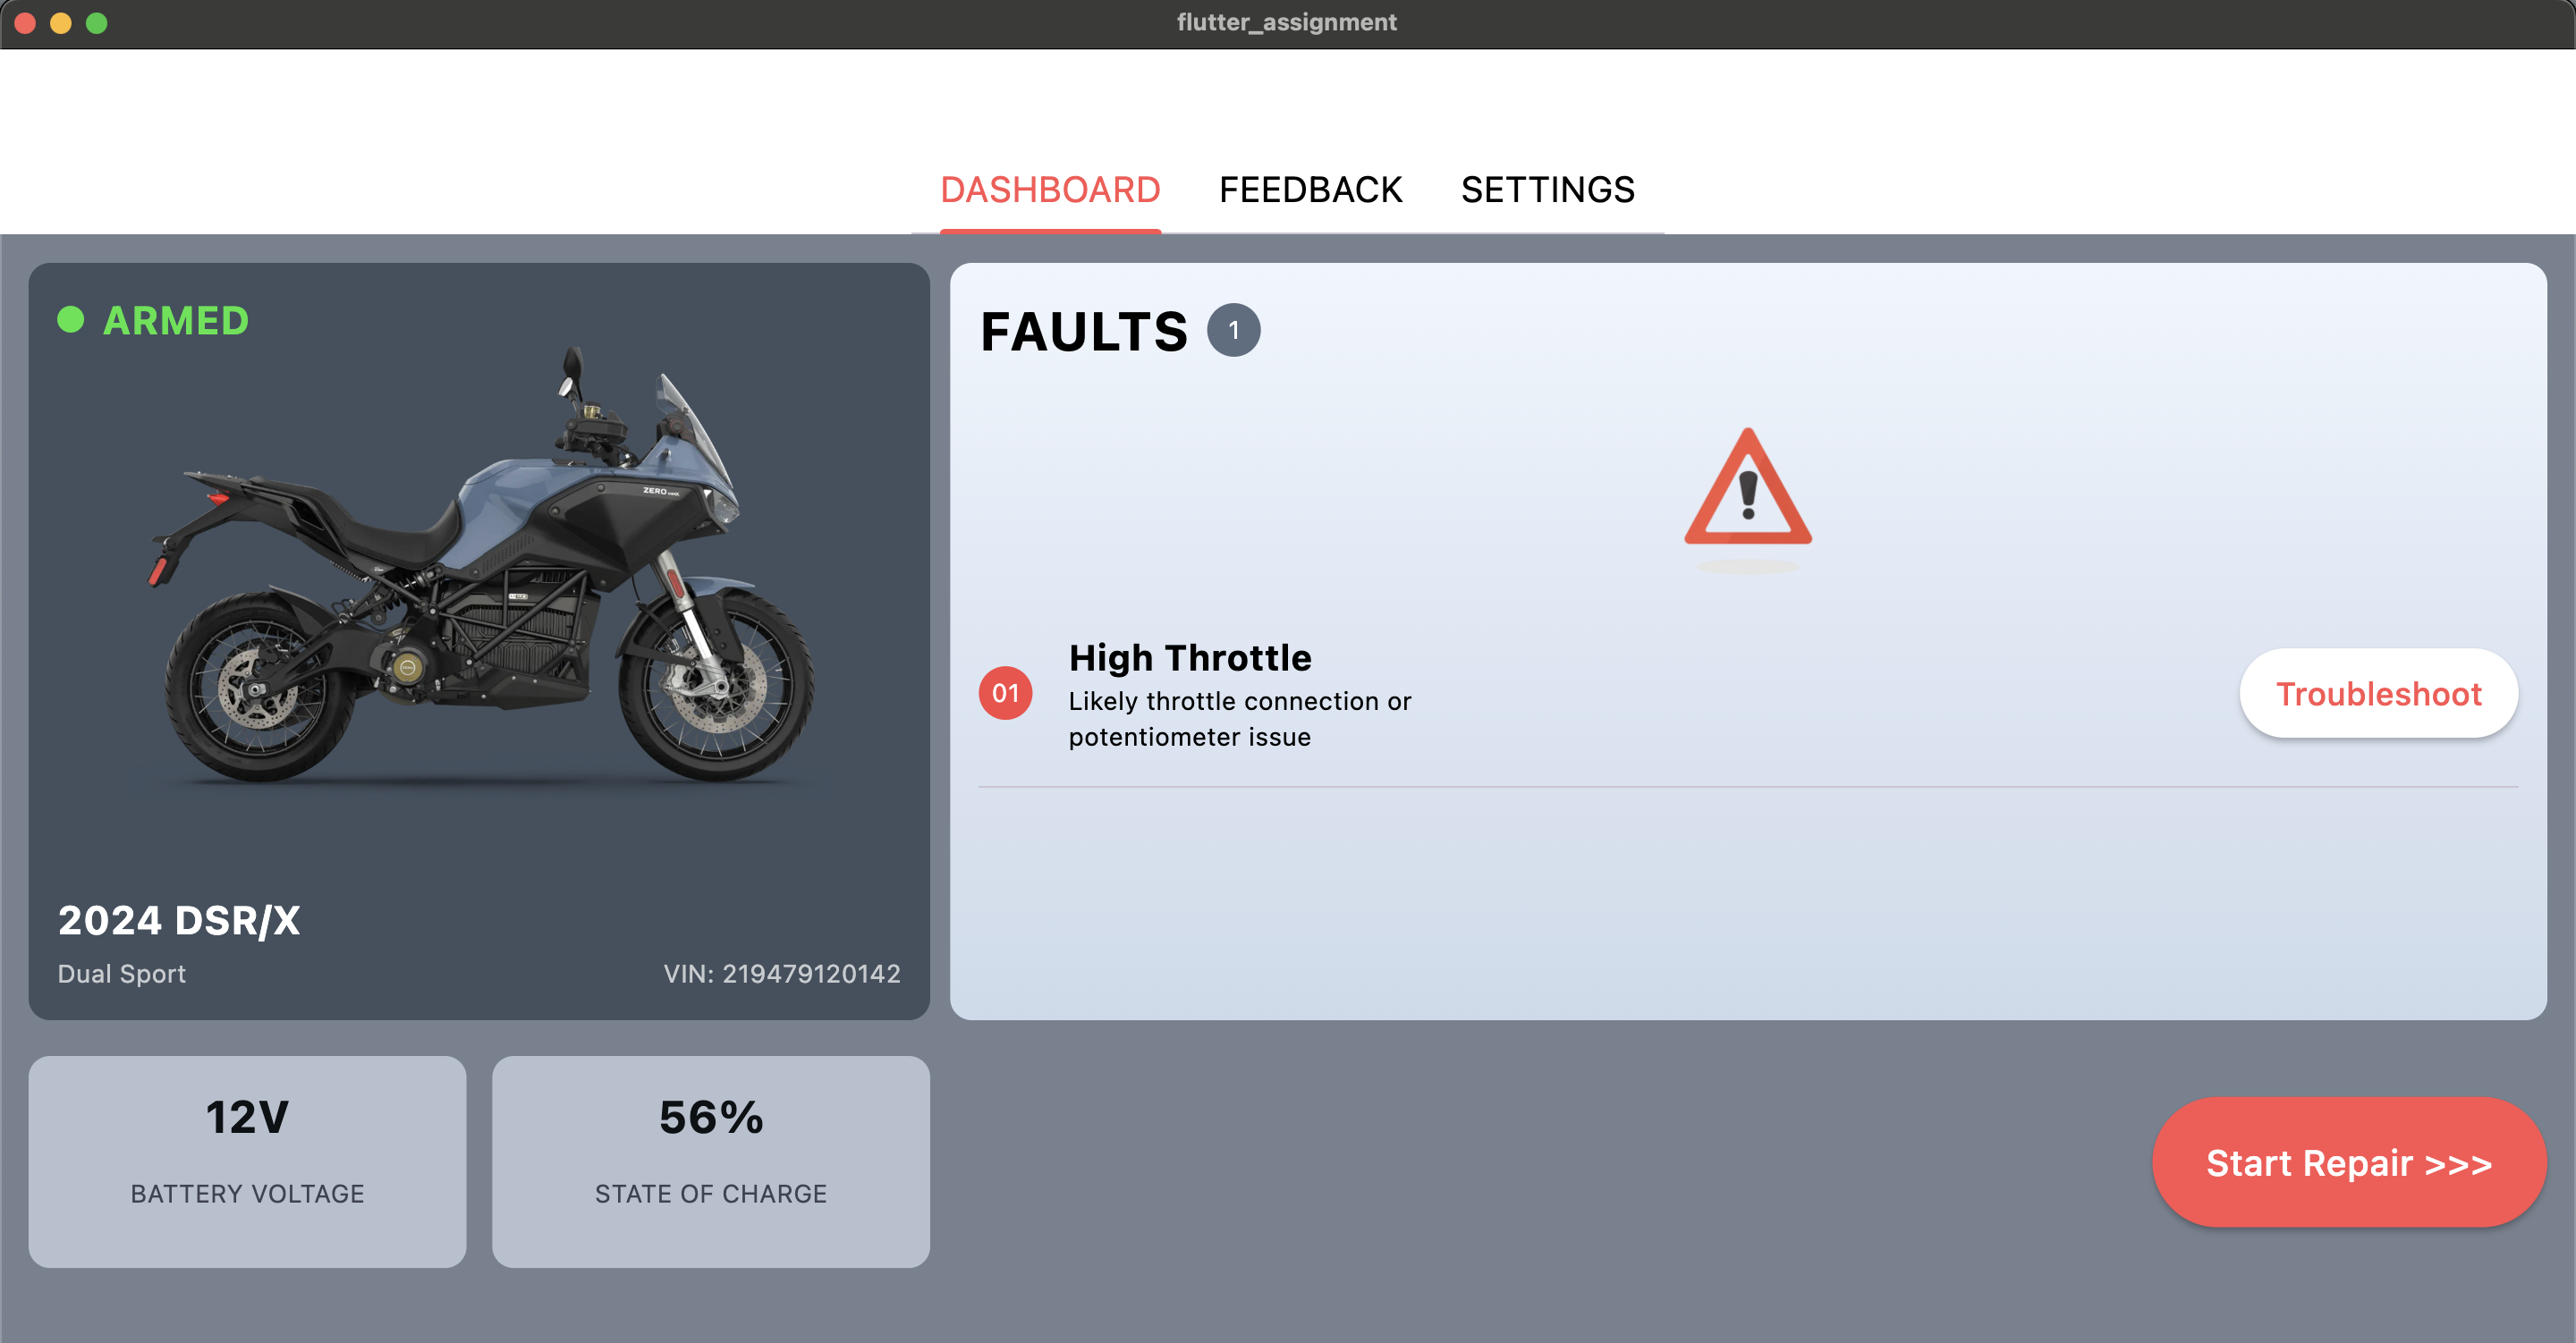 flutter_assignment
DASHBOARD FEEDBACK SETTINGS
ARMED
ZERO
2024 DSR/X
Dual Sport
VIN: 219479120142
FAULTS 1
01
High Throttle
Likely throttle connection or
potentiometer issue
Troubleshoot
12V
BATTERY VOLTAGE
56%
STATE OF CHARGE
Start Repair >>>